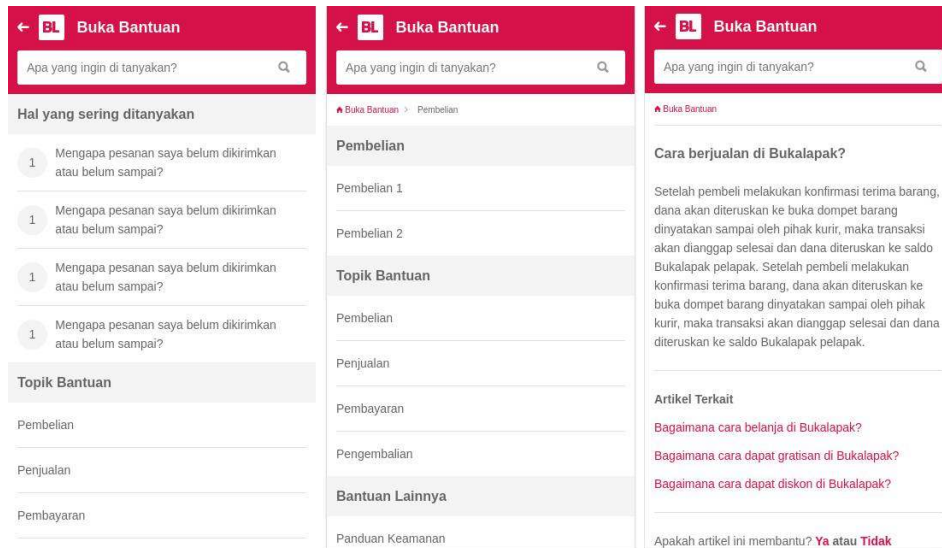 BL Buka Bantuan
Apa yang ingin di tanyakan?
Hal yang sering ditanyakan
1 Mengapa pesanan saya belum dikirimkan
atau belum sampai?
1 Mengapa pesanan saya belum dikirimkan
atau belum sampai?
1 Mengapa pesanan saya belum dikirimkan
atau belum sampai?
1 Mengapa pesanan saya belum dikirimkan
atau belum sampai?
Topik Bantuan
Pembelian
Penjualan
Pembayaran
BL Buka Bantuan
Apa yang ingin di tanyakan?
Buka Bantuan > Pembelian
Pembelian
Pembelian 1
Pembelian 2
Topik Bantuan
Pembelian
Penjualan
Pembayaran
Pengembalian
Bantuan Lainnya
Panduan Keamanan
BL Buka Bantuan
Apa yang ingin di tanyakan?
Buka Bantuan
Cara berjualan di Bukalapak?
Setelah pembeli melakukan konfirmasi terima barang,
dana akan diteruskan ke buka dompet barang
dinyatakan sampai oleh pihak kurir, maka transaksi
akan dianggap selesai dan dana diteruskan ke saldo
Bukalapak pelapak. Setelah pembeli melakukan
konfirmasi terima barang, dana akan diteruskan ke
buka dompet barang dinyatakan sampai oleh pihak
kurir, maka transaksi akan dianggap selesai dan dana
diteruskan ke saldo Bukalapak pelapak.
Artikel Terkait
Bagaimana cara belanja di Bukalapak?
Bagaimana cara dapat gratisan di Bukalapak?
Bagaimana cara dapat diskon di Bukalapak?
Apakah artikel ini membantu? Ya atau Tidak